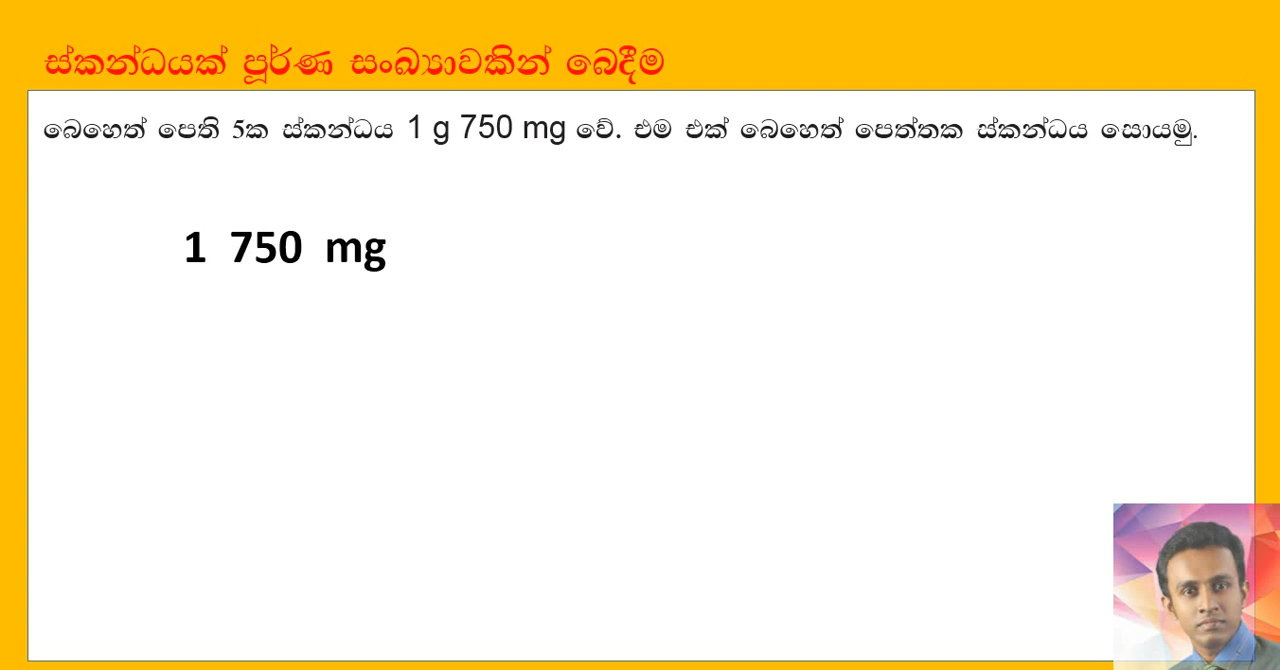 ස්කන්ධයක් පූර්ණ සංඛ්‍යාවකින් බෙදීම
බෙහෙත් පෙති 5ක ස්කන්ධය 1 g 750 mg වේ. එම එක් බෙහෙත් පෙත්තක ස්කන්ධය සොයමු.
1 750 mg